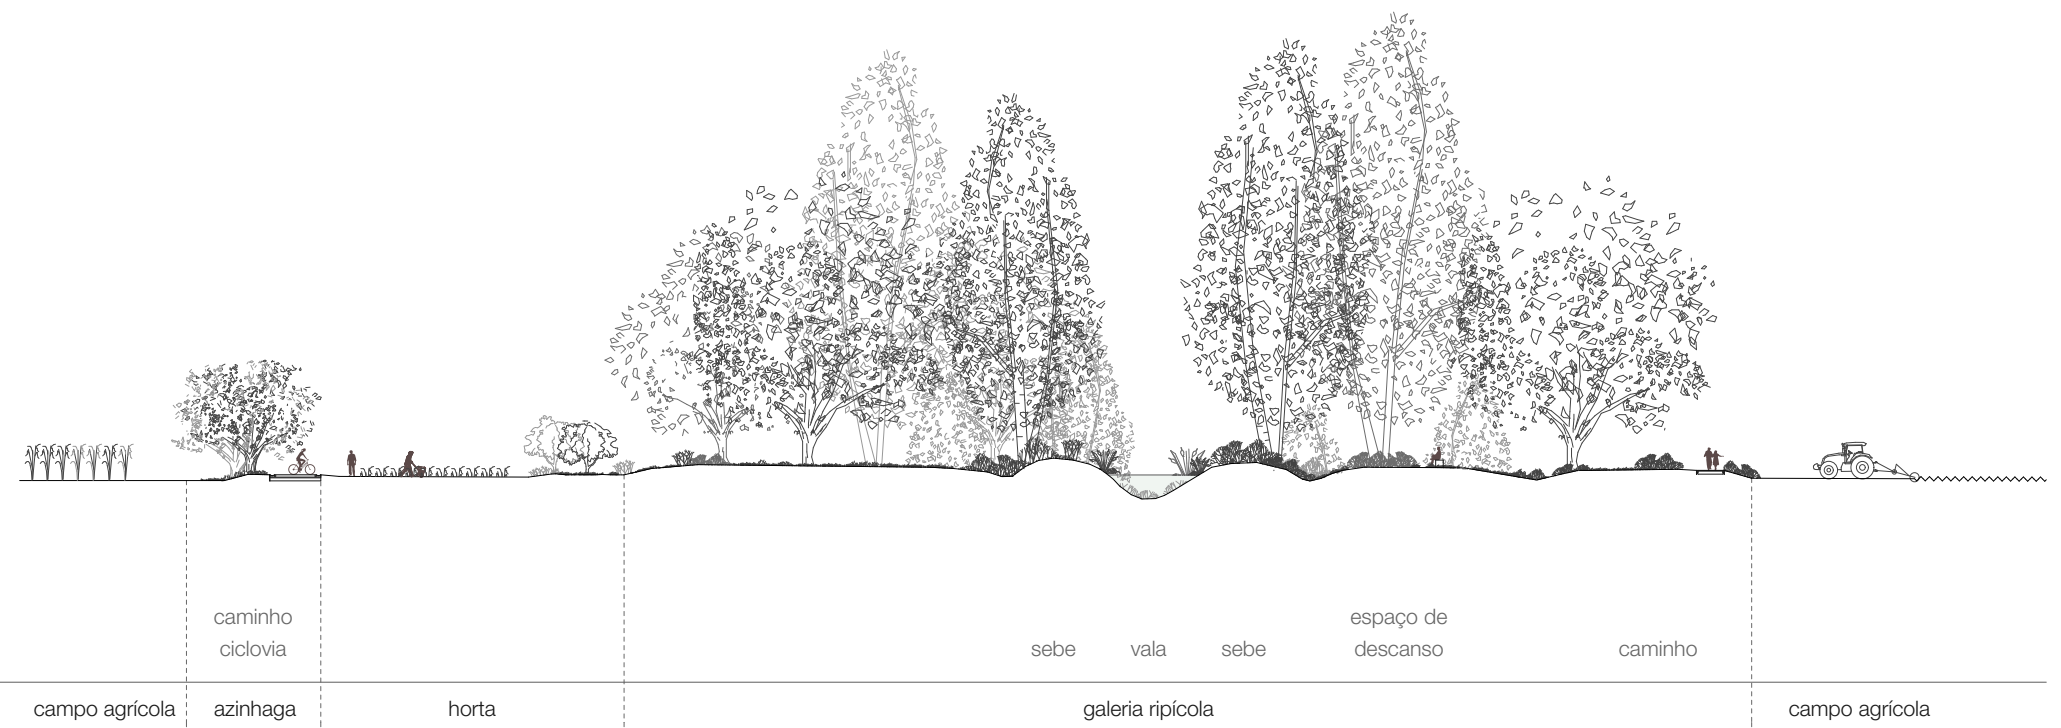 caminho
ciclovia
sebe
vala
sebe
espaço de
descanso
caminho
campo agrícola
azinhaga
horta
galeria ripícola
campo agrícola